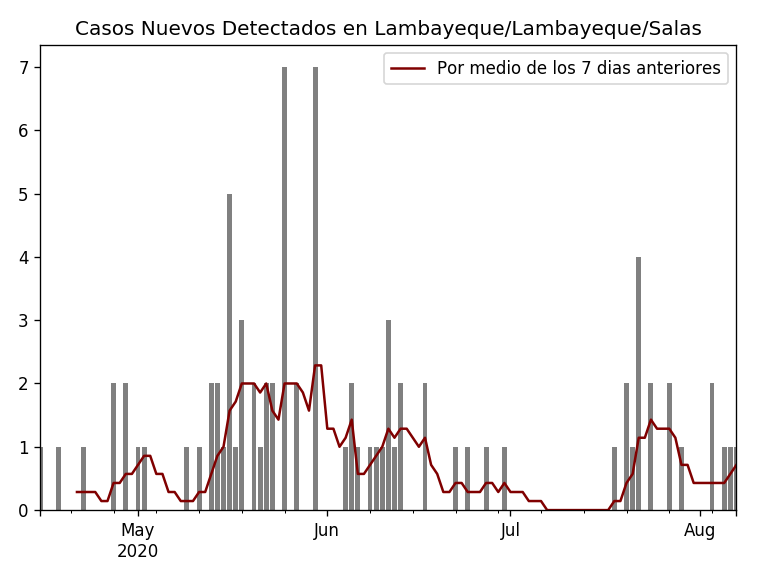 Casos Nuevos Detectados en Lambayeque/Lambayeque/Salas
Por medio de los 7 dias anteriores
7
6
5
4
3
2
1
0
May
2020
Jun
Jul
Aug